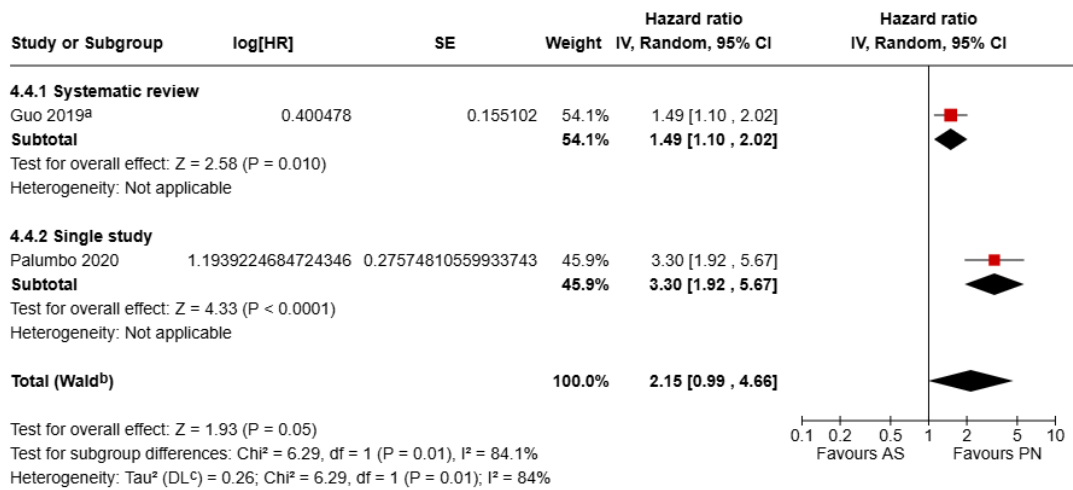 Hazard ratio Hazard ratio
Study or Subgroup log[HR] SE Weight IV, Random, 95% CI IV, Random, 95% CI
4.4.1 Systematic review
Guo 2019ª 0.400478 0.155102 54.1% 1.49 [1.10 , 2.02]
Subtotal 54.1% 1.49 [1.10 , 2.02]
Test for overall effect: Z = 2.58 (P = 0.010)
Heterogeneity: Not applicable
4.4.2 Single study
Palumbo 2020 1.1939224684724346 0.27574810559933743 45.9% 3.30 [1.92 , 5.67]
Subtotal 45.9% 3.30 [1.92 , 5.67]
Test for overall effect: Z = 4.33 (P < 0.0001)
Heterogeneity: Not applicable
Total (Waldᵇ) 100.0% 2.15 [0.99 , 4.66]
Test for overall effect: Z = 1.93 (P = 0.05)
Test for subgroup differences: Chi² = 6.29, df = 1 (P = 0.01), I² = 84.1%
Heterogeneity: Tau² (DLᶜ) = 0.26; Chi² = 6.29, df = 1 (P = 0.01); I² = 84%
0.1 0.2 0.5 1 2 5 10
Favours AS Favours PN